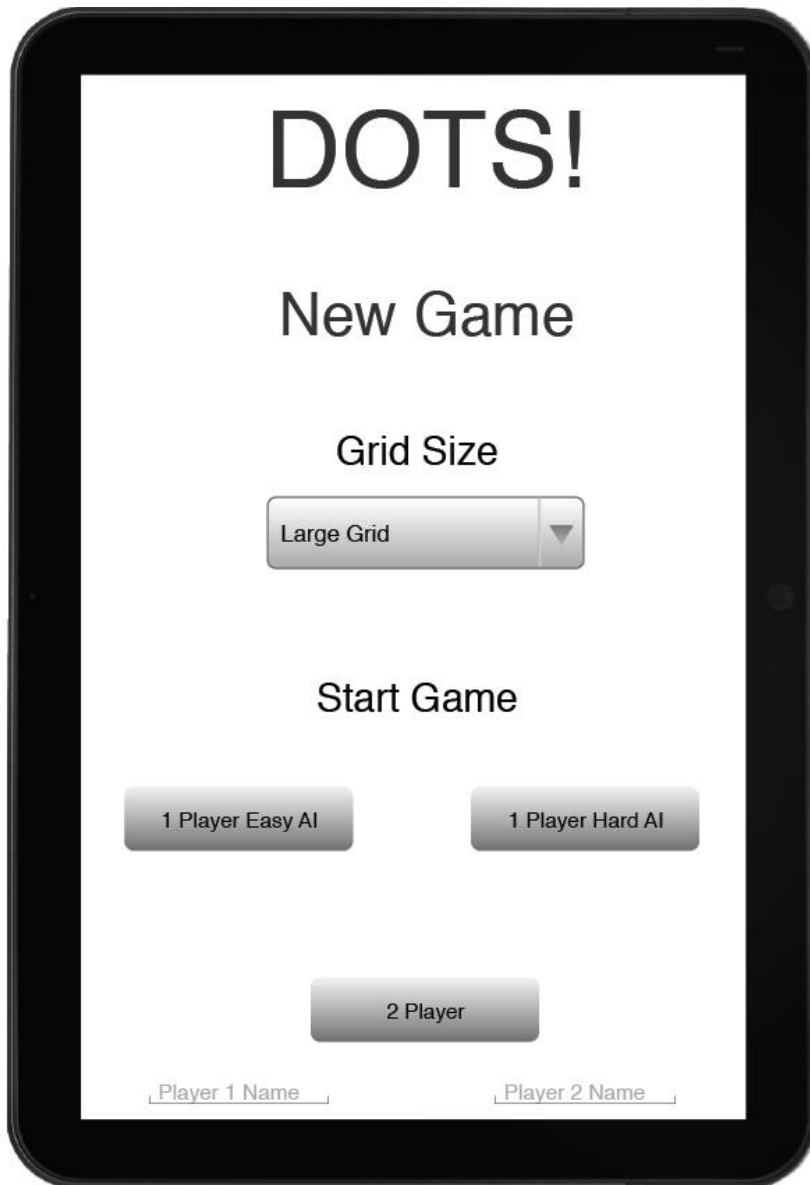 DOTS!
New Game
Grid Size
Large Grid
Start Game
1 Player Easy AI
1 Player Hard AI
2 Player
Player 1 Name
Player 2 Name